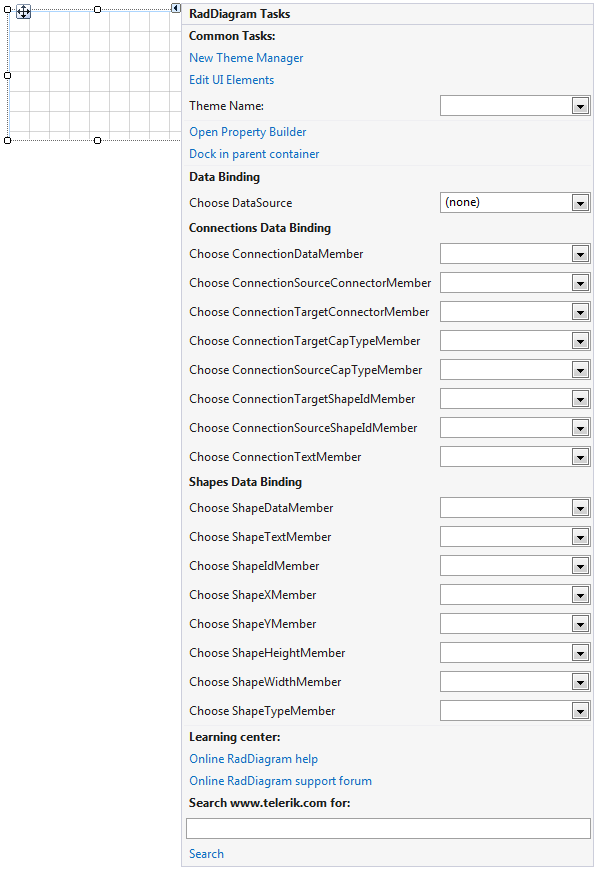 RadDiagram Tasks
Common Tasks:
New Theme Manager
Edit UI Elements
Theme Name:
Open Property Builder
Dock in parent container
Data Binding
Choose DataSource (none)
Connections Data Binding
Choose ConnectionDataMember
Choose ConnectionSourceConnectorMember
Choose ConnectionTargetConnectorMember
Choose ConnectionTargetCapTypeMember
Choose ConnectionSourceCapTypeMember
Choose ConnectionTargetShapeIdMember
Choose ConnectionSourceShapeIdMember
Choose ConnectionTextMember
Shapes Data Binding
Choose ShapeDataMember
Choose ShapeTextMember
Choose ShapeIdMember
Choose ShapeXMember
Choose ShapeYMember
Choose ShapeHeightMember
Choose ShapeWidthMember
Choose ShapeTypeMember
Learning center:
Online RadDiagram help
Online RadDiagram support forum
Search www.telerik.com for:
Search